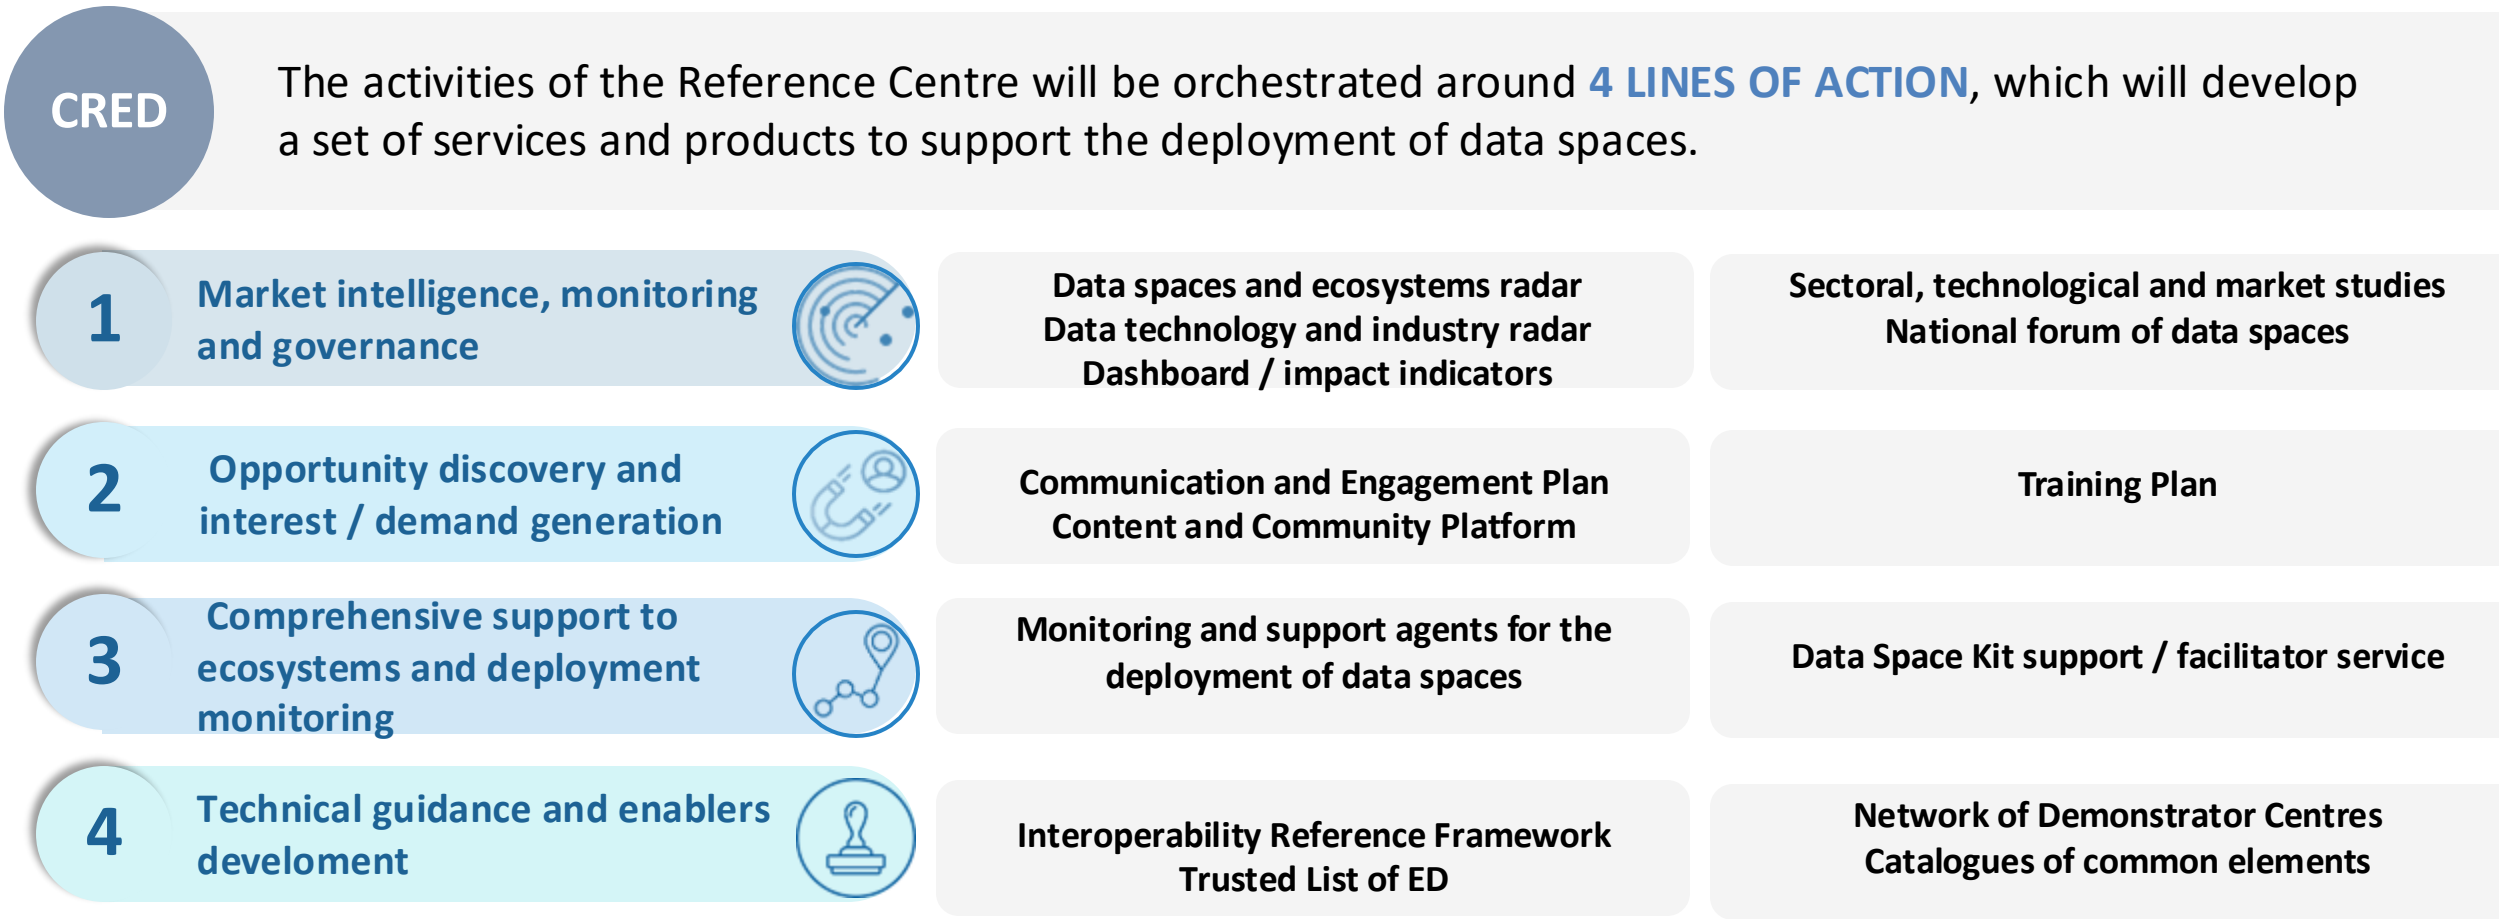 CRED
The activities of the Reference Centre will be orchestrated around 4 LINES OF ACTION, which will develop
a set of services and products to support the deployment of data spaces.
1
Market intelligence, monitoring
and governance
Data spaces and ecosystems radar
Data technology and industry radar
Dashboard / impact indicators
Sectoral, technological and market studies
National forum of data spaces
2
Opportunity discovery and
interest / demand generation
Communication and Engagement Plan
Content and Community Platform
Training Plan
3
Comprehensive support to
ecosystems and deployment
monitoring
Monitoring and support agents for the
deployment of data spaces
Data Space Kit support / facilitator service
4
Technical guidance and enablers
develoment
Interoperability Reference Framework
Trusted List of ED
Network of Demonstrator Centres
Catalogues of common elements